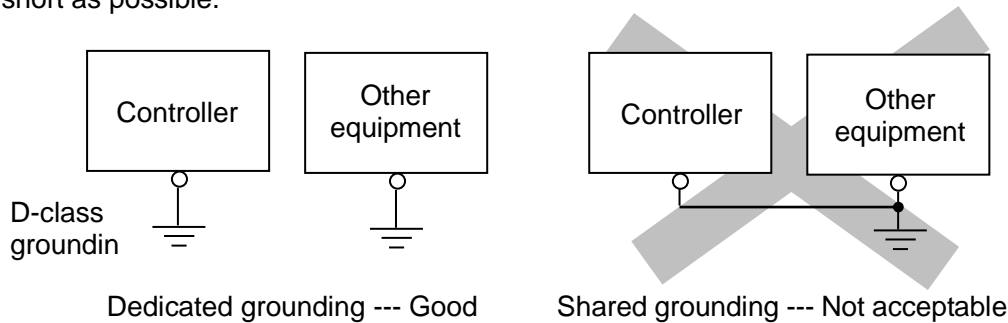 short as possible.
Controller
Other
equipment
Controller
Other
equipment
D-class
groundin
Dedicated grounding --- Good
Shared grounding --- Not acceptable